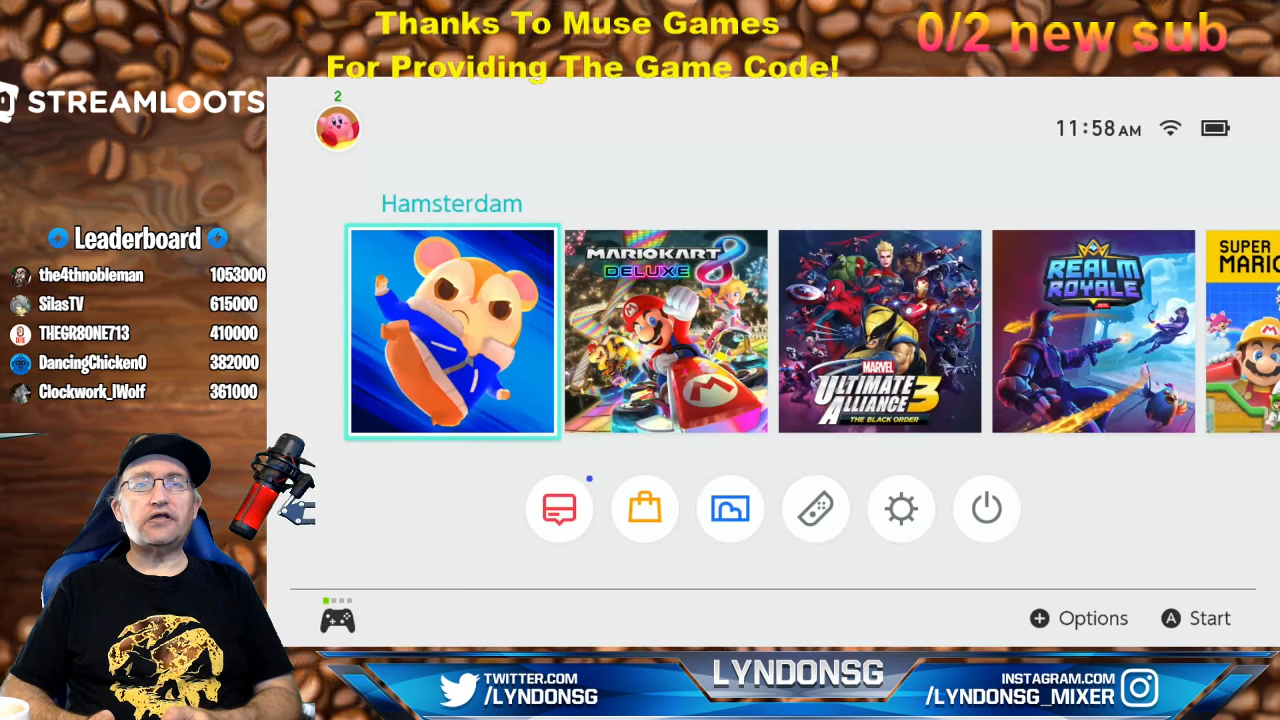 Thanks To Muse Games
For Providing The Game Code!
0/2 new sub
STREAMLOOTS
2
11:58 AM
Hamsterdam
MARIOKART 8
DELUXE
MARVEL
ULTIMATE
ALLIANCE 3
THE BLACK ORDER
REALM
ROYALE
SUPER
MARIO
Leaderboard
the4thnobleman 1053000
SilasTV 615000
THEGR8ONE713 410000
DancingChicken0 382000
Clockwork_IWolf 361000
Options
A Start
TWITTER.COM
/LYNDONSG
LYNDONSG
INSTAGRAM.COM
/LYNDONSG_MIXER